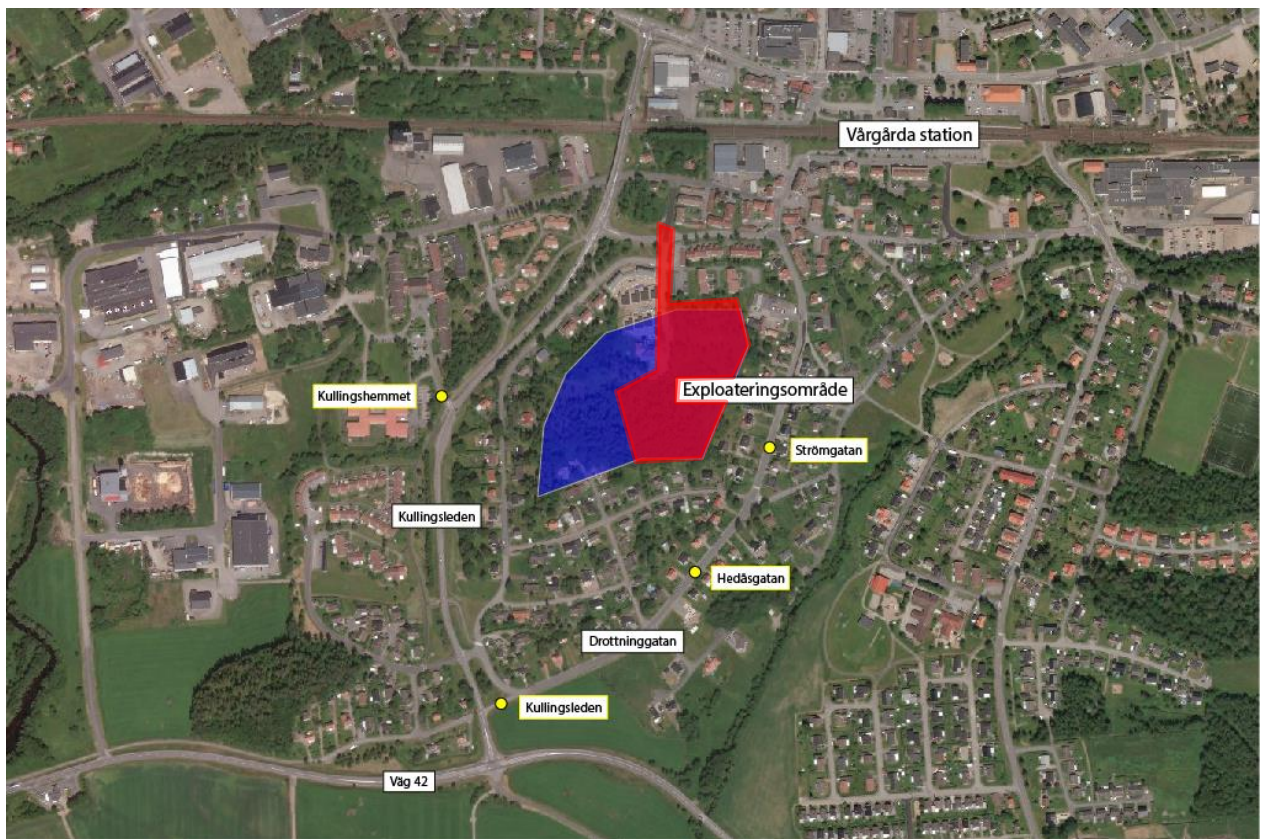 Vårgårda station
Exploateringsområde
Kullingshemmet
Strömgatan
Kullingsleden
Hedåsgatan
Drottninggatan
Kullingsleden
Väg 42